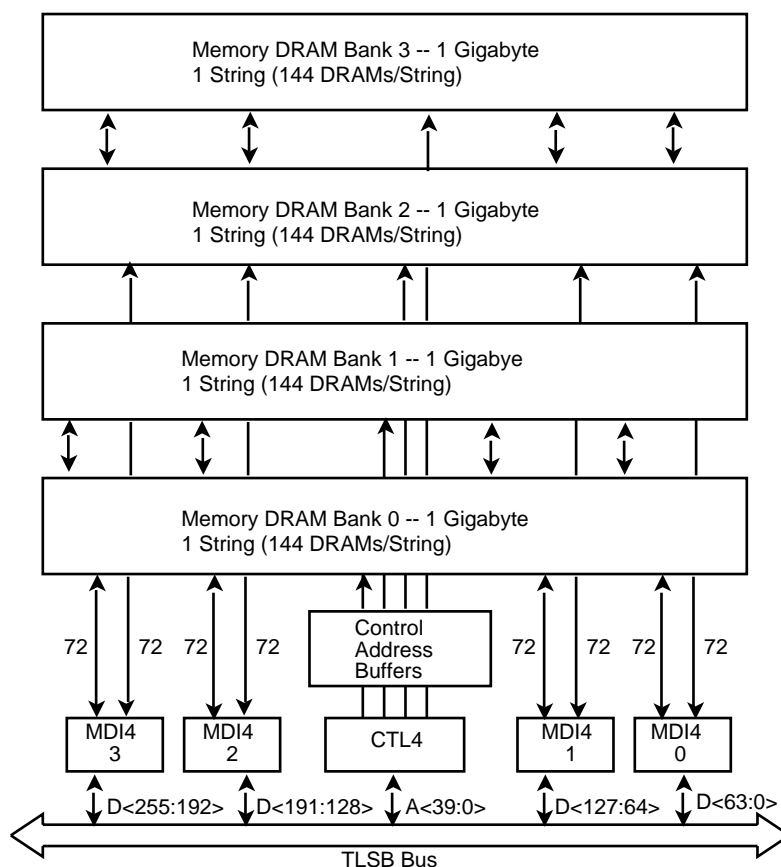 Memory DRAM Bank 3 -- 1 Gigabyte
1 String (144 DRAMs/String)
Memory DRAM Bank 2 -- 1 Gigabyte
1 String (144 DRAMs/String)
Memory DRAM Bank 1 -- 1 Gigabye
1 String (144 DRAMs/String)
Memory DRAM Bank 0 -- 1 Gigabyte
1 String (144 DRAMs/String)
72 72 72 72 72 72 72 72
Control
Address
Buffers
MDI4
3
MDI4
2
CTL4
MDI4
1
MDI4
0
D<255:192> D<191:128> A<39:0> D<127:64> D<63:0>
TLSB Bus